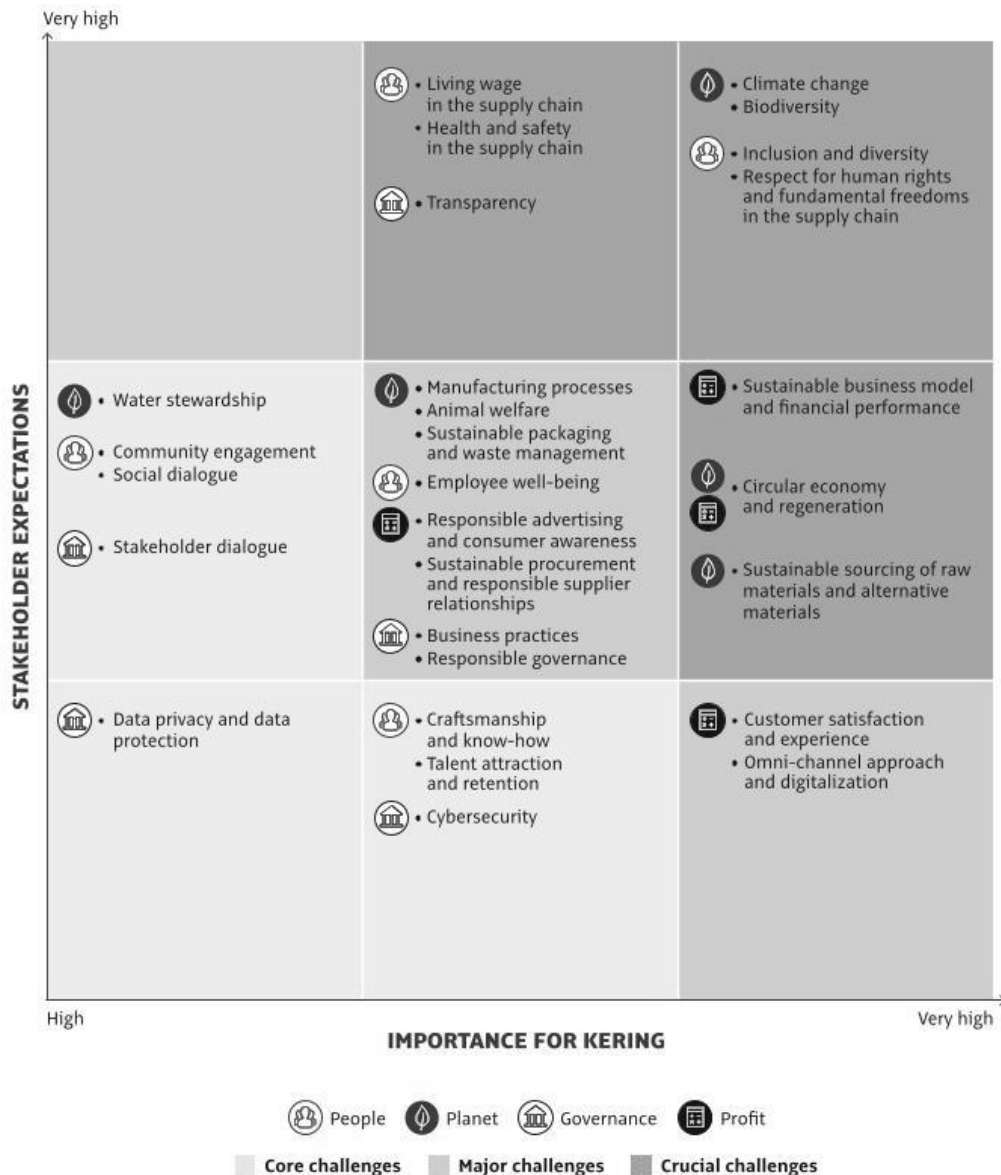 Very high
• Living wage
in the supply chain
• Health and safety
in the supply chain
• Transparency
• Climate change
• Biodiversity
• Inclusion and diversity
• Respect for human rights
and fundamental freedoms
in the supply chain
STAKEHOLDER EXPECTATIONS
• Water stewardship
• Community engagement
• Social dialogue
• Stakeholder dialogue
• Manufacturing processes
• Animal welfare
• Sustainable packaging
and waste management
• Employee well-being
• Responsible advertising
and consumer awareness
• Sustainable procurement
and responsible supplier
relationships
• Business practices
• Responsible governance
• Sustainable business model
and financial performance
• Circular economy
and regeneration
• Sustainable sourcing of raw
materials and alternative
materials
• Data privacy and data
protection
• Craftsmanship
and know-how
• Talent attraction
and retention
• Cybersecurity
• Customer satisfaction
and experience
• Omni-channel approach
and digitalization
High
Very high
IMPORTANCE FOR KERING
People Planet Governance Profit
Core challenges Major challenges Crucial challenges